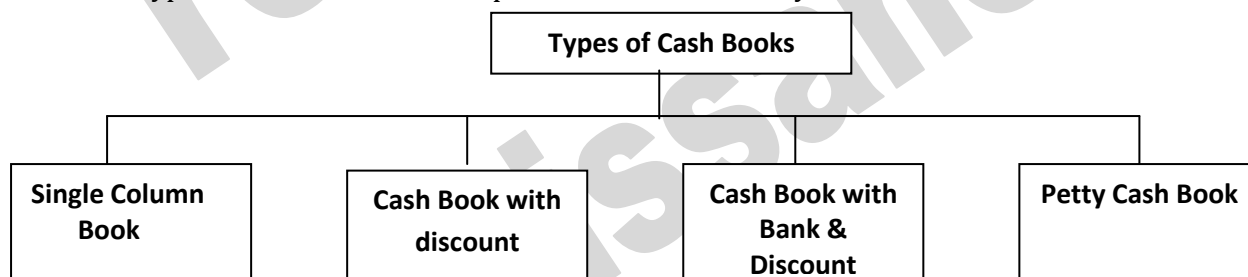 Types of Cash Books
Single Column
Book
Cash Book with
discount
Cash Book with
Bank &
Discount
Petty Cash Book